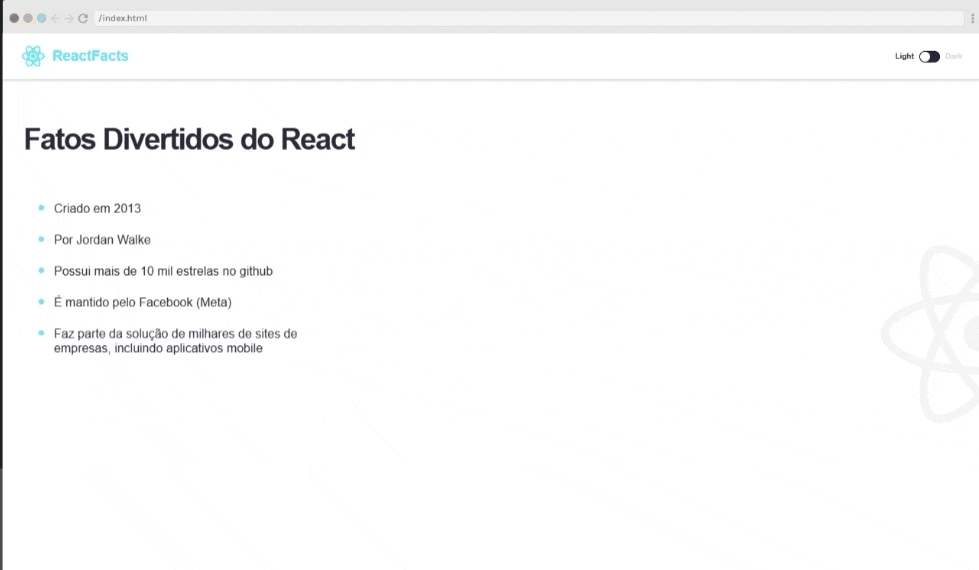 /index.html
ReactFacts
Light
Dark
Fatos Divertidos do React
Criado em 2013
Por Jordan Walke
Possui mais de 10 mil estrelas no github
É mantido pelo Facebook (Meta)
Faz parte da solução de milhares de sites de
empresas, incluindo aplicativos mobile